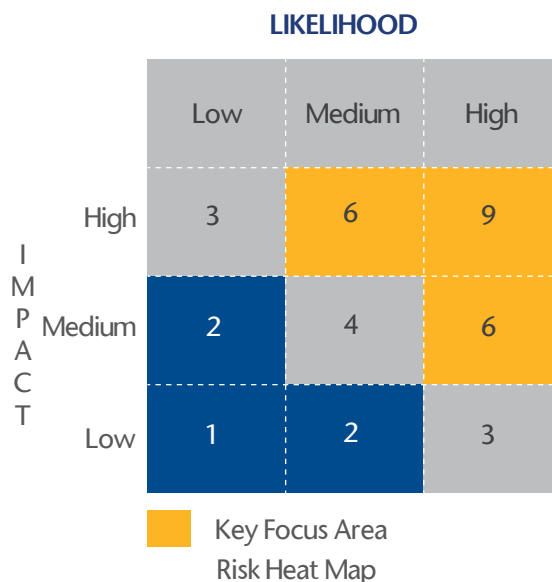 LIKELIHOOD
Low Medium High
High 3 6 9
IMPACT
Medium 2 4 6
Low 1 2 3
Key Focus Area
Risk Heat Map